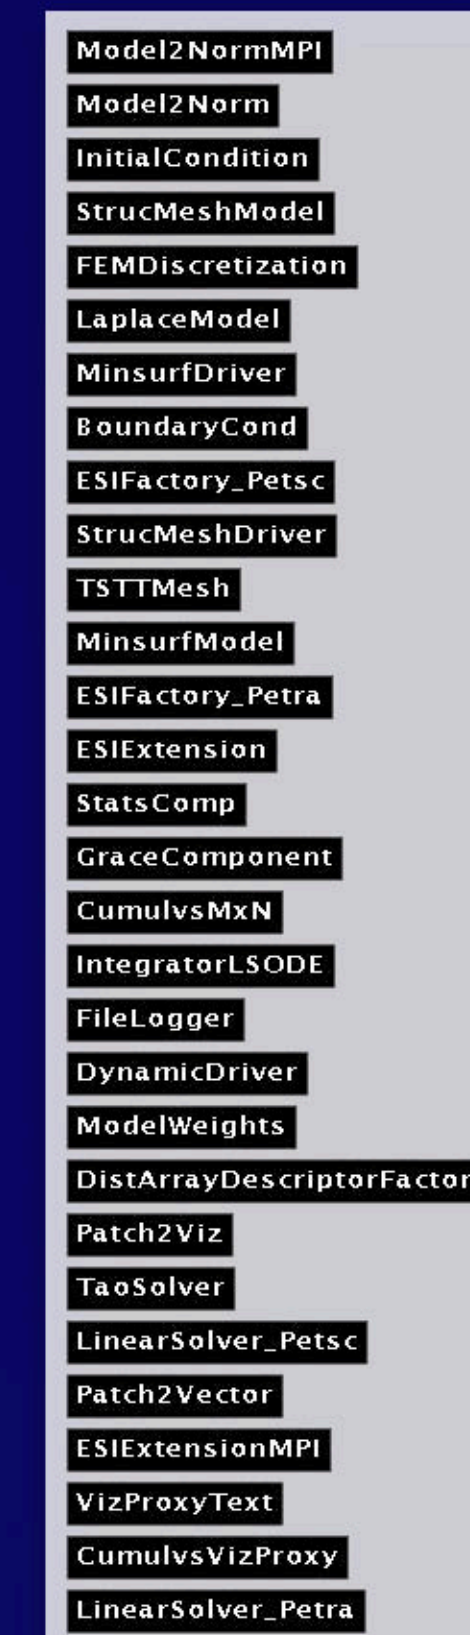 Model2NormMPI
Model2Norm
InitialCondition
StrucMeshModel
FEMDiscretization
LaplaceModel
MinsurfDriver
BoundaryCond
ESIFactory_Petsc
StrucMeshDriver
TSTTMesh
MinsurfModel
ESIFactory_Petra
ESIExtension
StatsComp
GraceComponent
CumulvsMxN
IntegratorLSODE
FileLogger
DynamicDriver
ModelWeights
DistArrayDescriptorFactor
Patch2Viz
TaoSolver
LinearSolver_Petsc
Patch2Vector
ESIExtensionMPI
VizProxyText
CumulvsVizProxy
LinearSolver_Petra